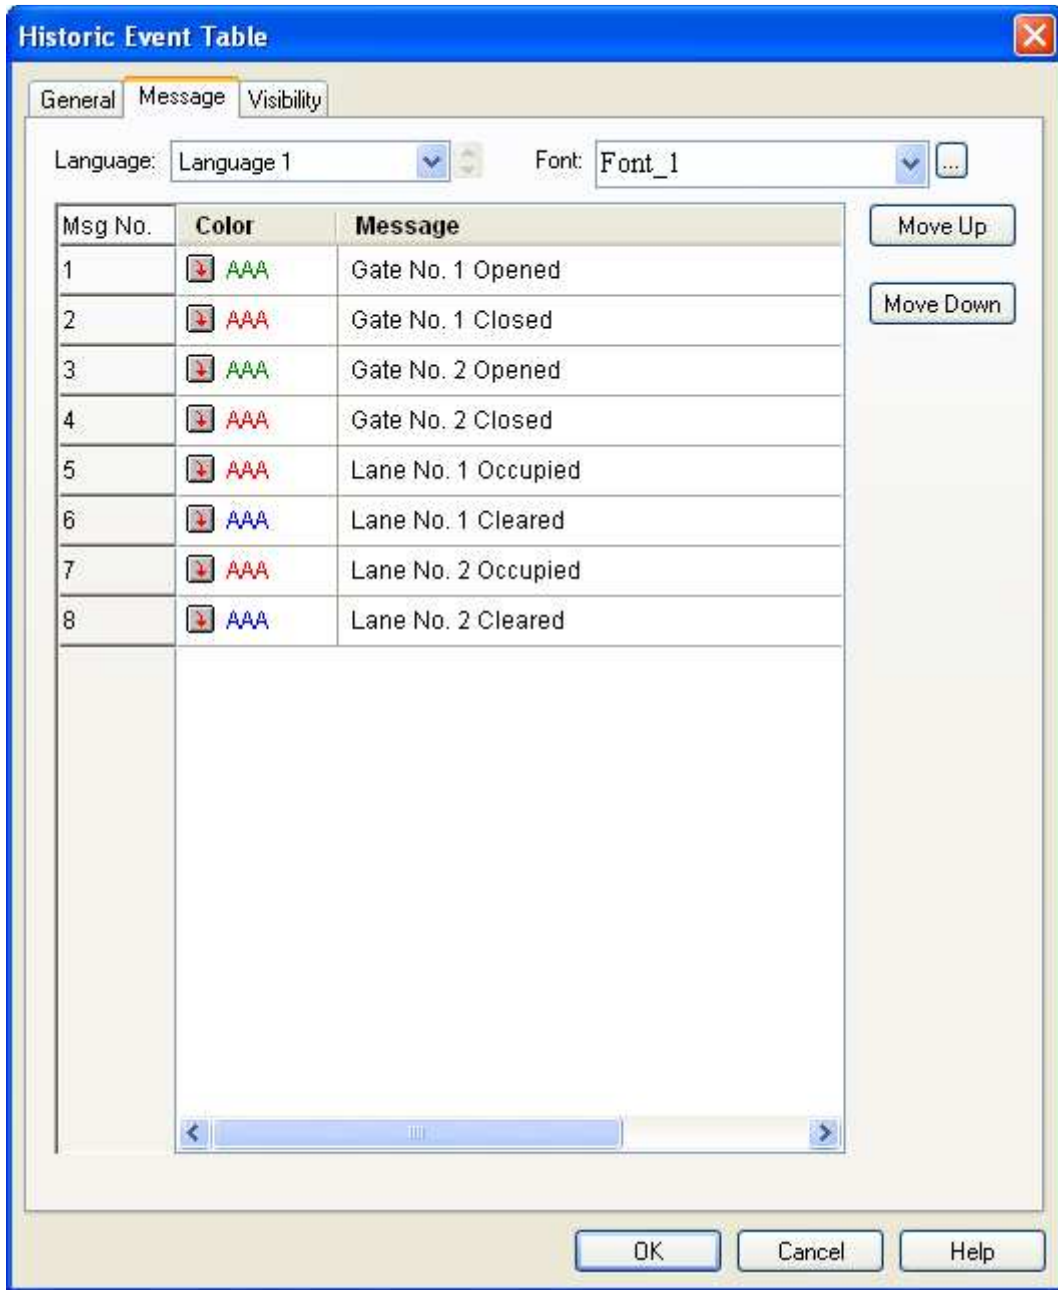 Historic Event Table
General Message Visibility
Language: Language 1 Font: Font_1 ...
Msg No. Color Message Move Up
1 AAA Gate No. 1 Opened
2 AAA Gate No. 1 Closed Move Down
3 AAA Gate No. 2 Opened
4 AAA Gate No. 2 Closed
5 AAA Lane No. 1 Occupied
6 AAA Lane No. 1 Cleared
7 AAA Lane No. 2 Occupied
8 AAA Lane No. 2 Cleared
OK Cancel Help